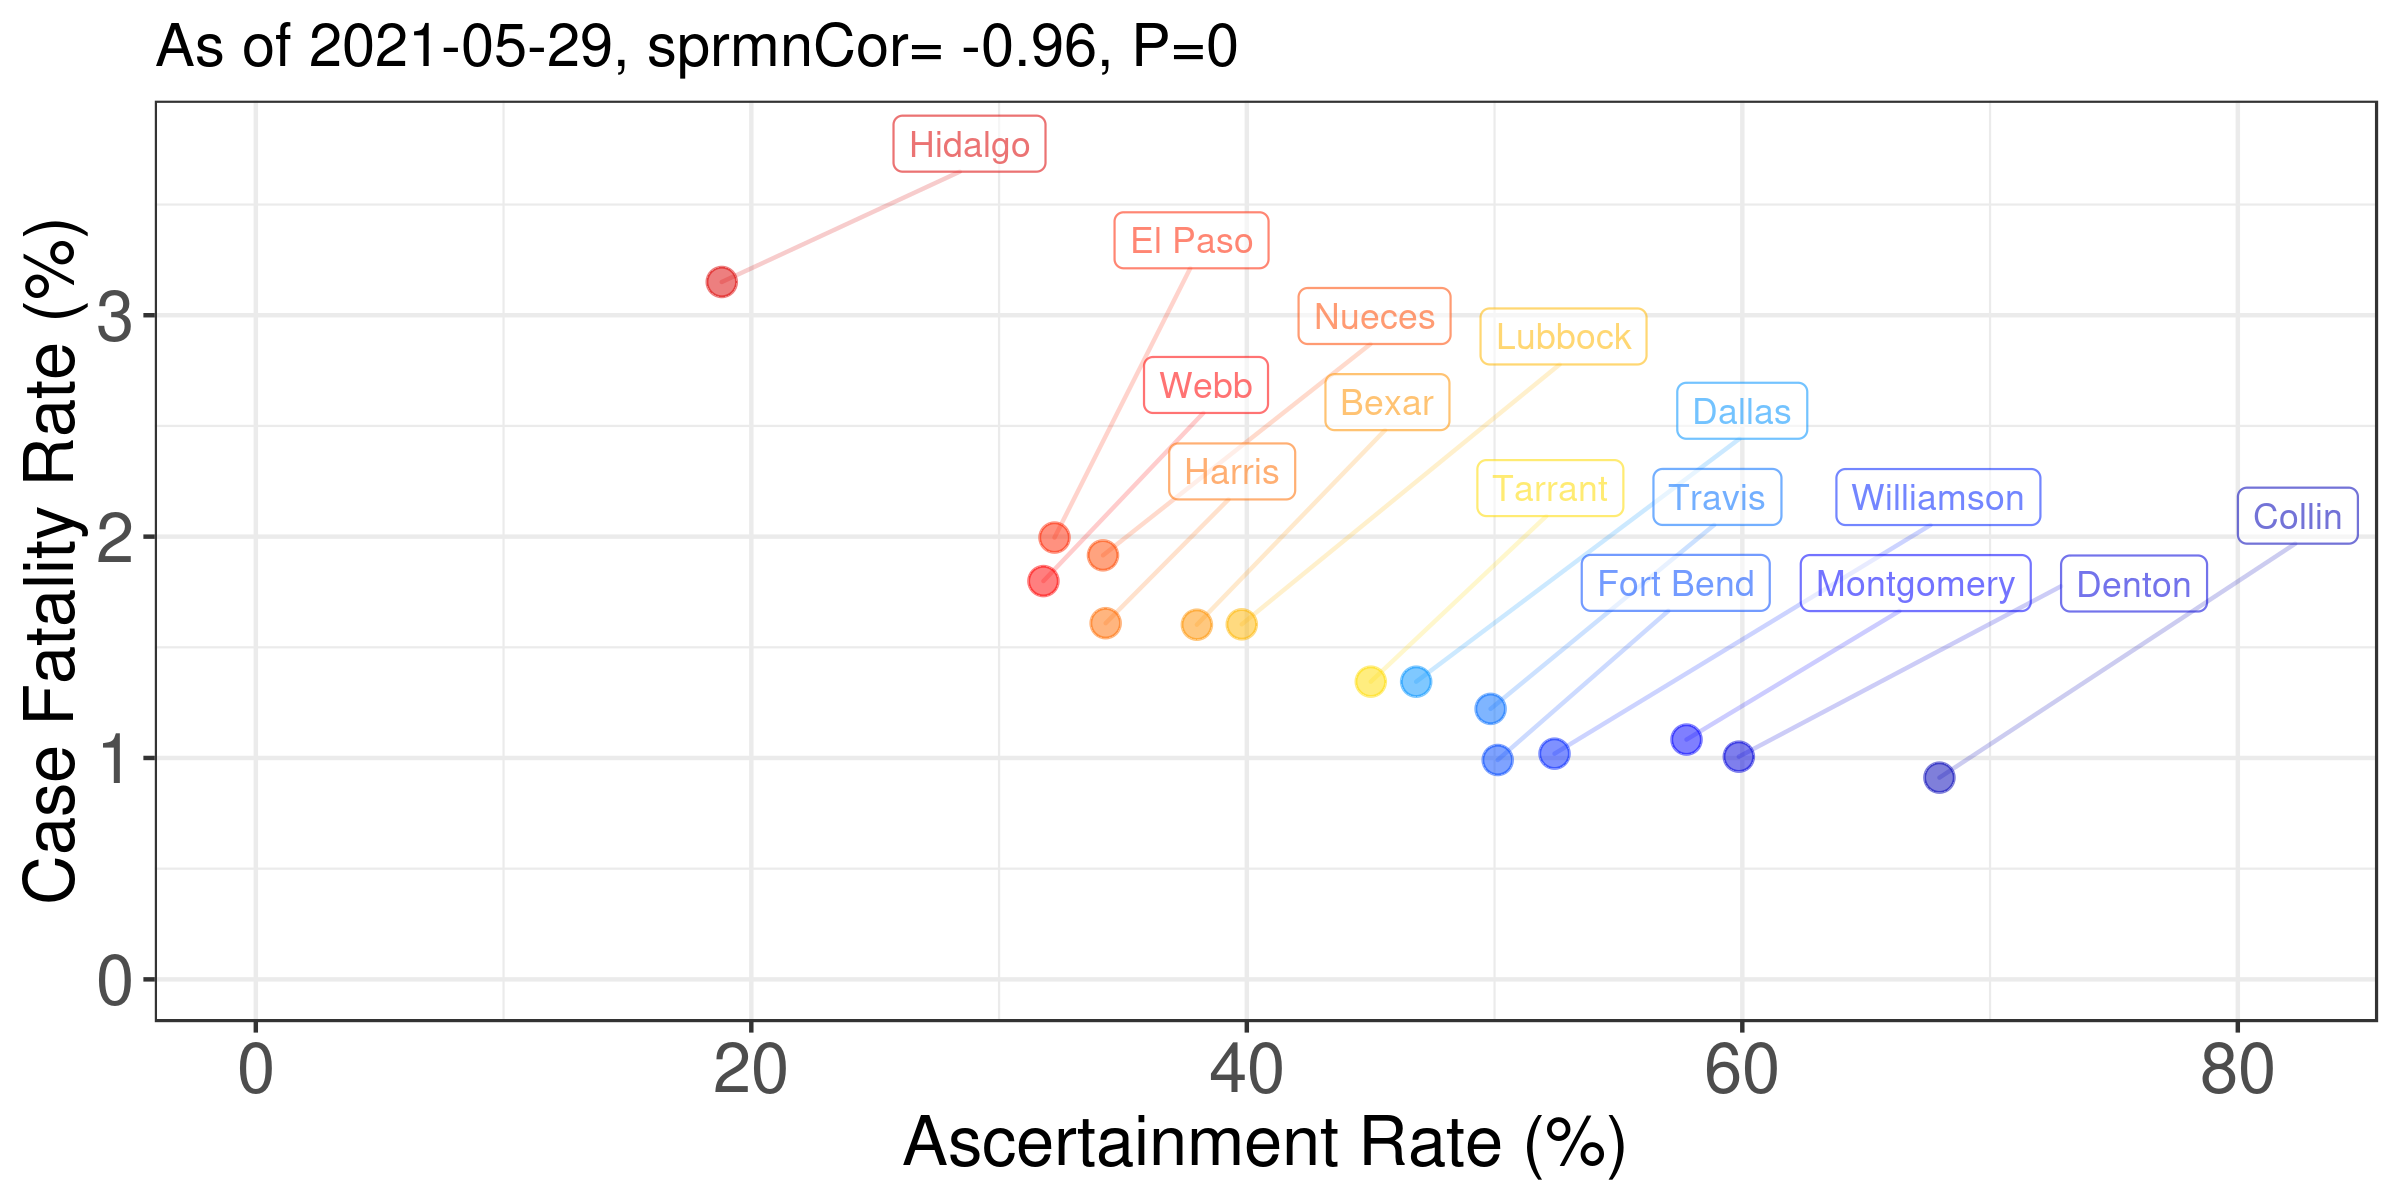 As of 2021-05-29, sprmnCor= -0.96, P=0
Case Fatality Rate (%)
3
2
1
0
Hidalgo
El Paso
Nueces
Lubbock
Webb
Bexar
Dallas
Harris
Tarrant
Travis
Williamson
Collin
Fort Bend
Montgomery
Denton
0
20
40
60
80
Ascertainment Rate (%)